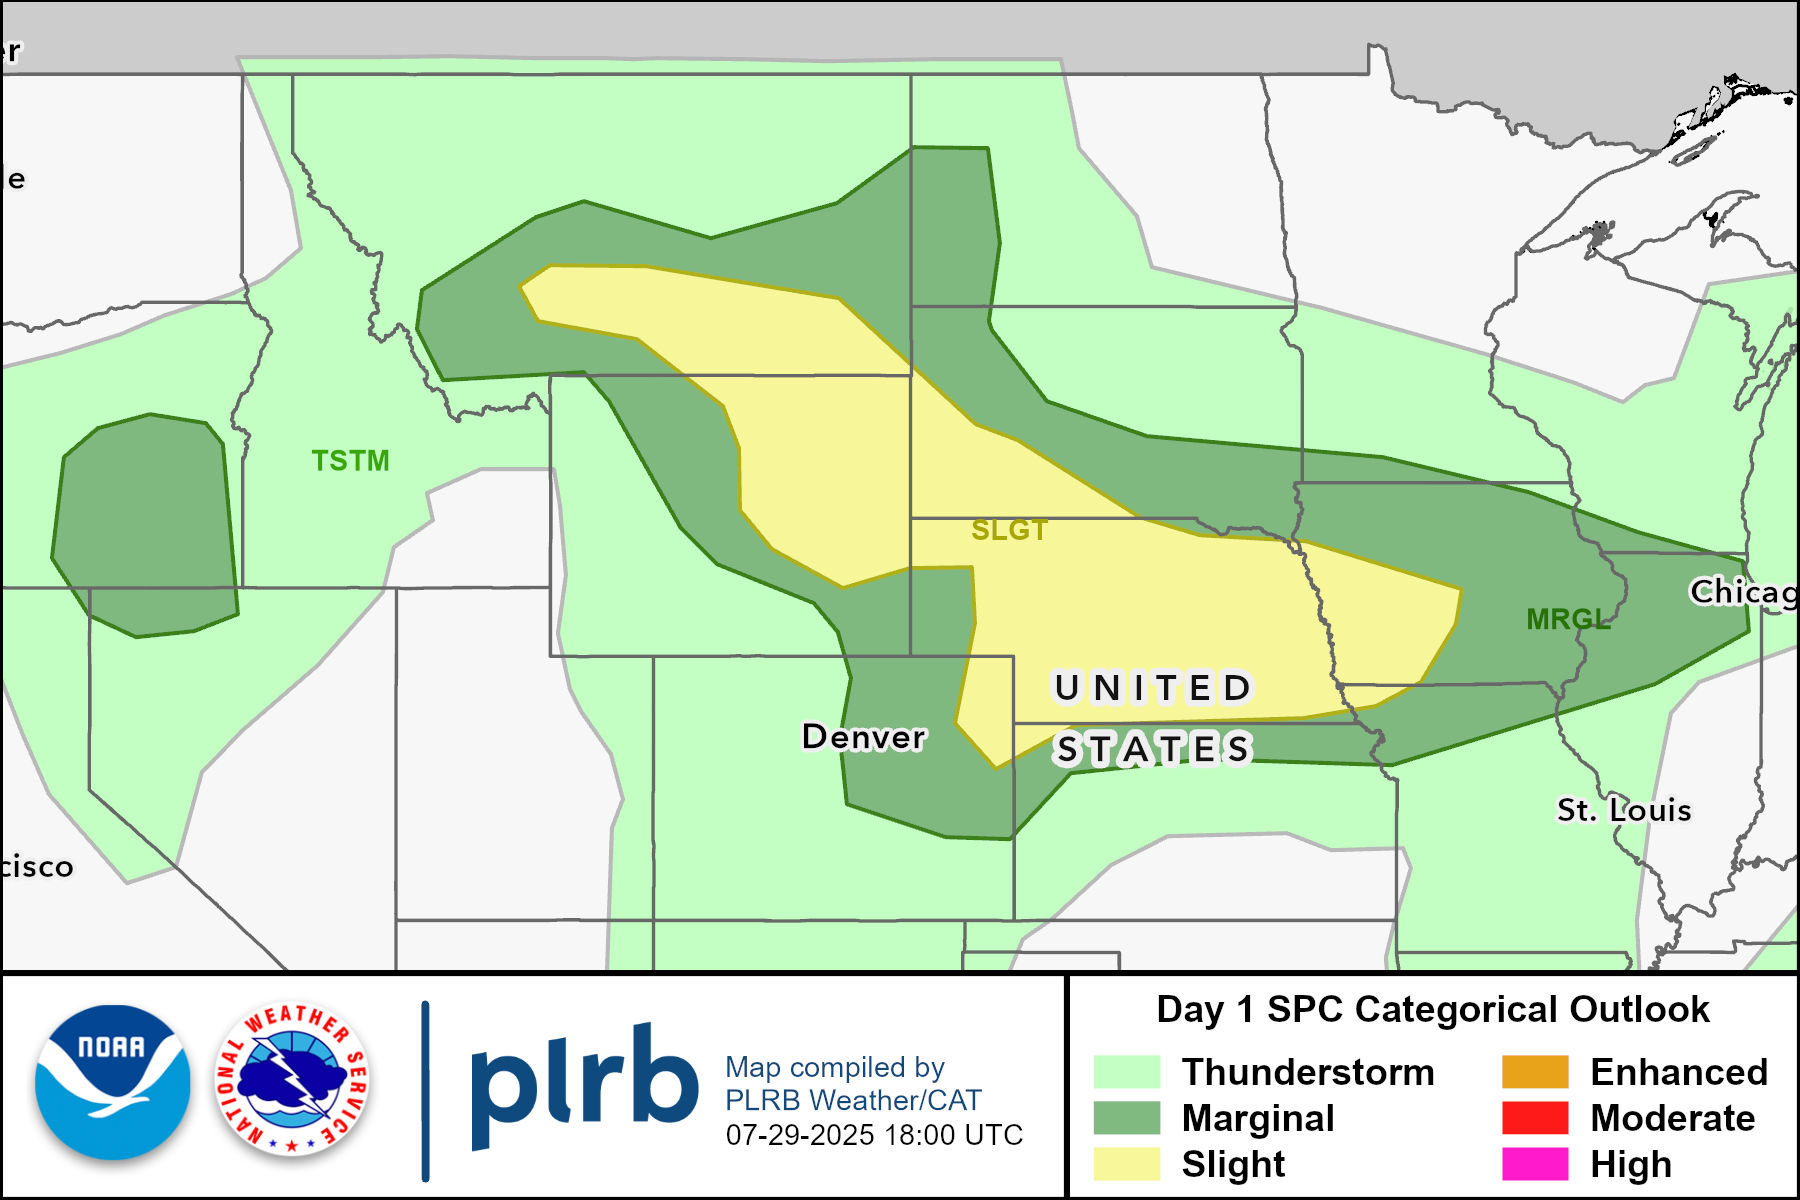 er
le
TSTM
SLGT
MRGL
Chicag
UNITED
STATES
Denver
St. Louis
cisco
NOAA
NATIONAL WEATHER SERVICE
plrb
Map compiled by
PLRB Weather/CAT
07-29-2025 18:00 UTC
Day 1 SPC Categorical Outlook
Thunderstorm
Marginal
Slight
Enhanced
Moderate
High